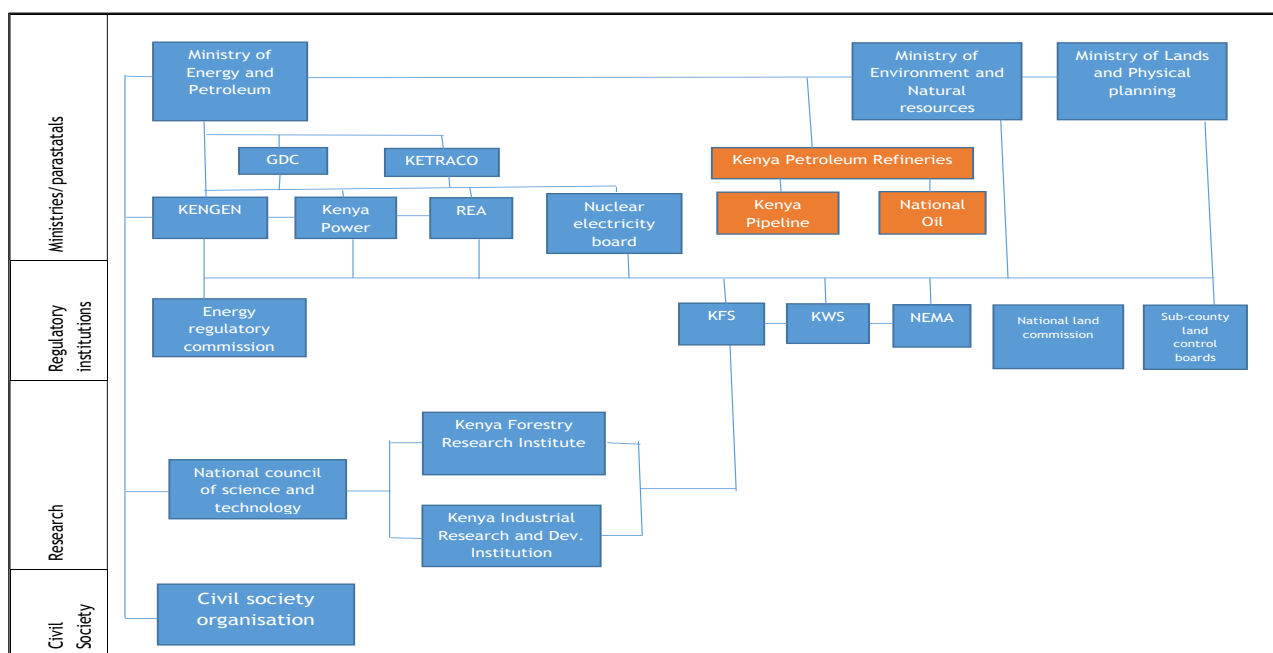 Ministries/parastatals
Ministry of
Energy and
Petroleum
Ministry of
Environment and
Natural
resources
Ministry of Lands
and Physical
planning
GDC
KETRACO
Kenya Petroleum Refineries
KENGEN
Kenya
Power
REA
Nuclear
electricity
board
Kenya
Pipeline
National
Oil
Regulatory
institutions
Energy
regulatory
commission
KFS
KWS
NEMA
National land
commission
Sub-county
land
control
boards
Research
National council
of science and
technology
Kenya Forestry
Research Institute
Kenya Industrial
Research and Dev.
Institution
Civil
Society
Civil society
organisation